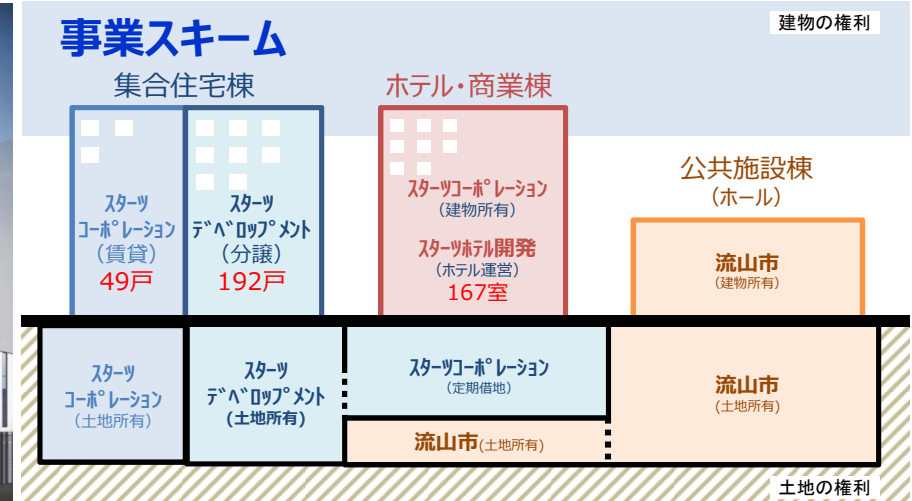 建物の権利
事業スキーム
集合住宅棟
ホテル・商業棟
公共施設棟
(ホール)
ｽﾀｰﾂ
ｺｰﾎﾟﾚｰｼｮﾝ
(賃貸)
49戸
ｽﾀｰﾂ
ﾃﾞﾍﾞﾛｯﾌﾟﾒﾝﾄ
(分譲)
192戸
ｽﾀｰﾂｺｰﾎﾟﾚｰｼｮﾝ
(建物所有)
ｽﾀｰﾂﾎﾃﾙ開発
(ホテル運営)
167室
流山市
(建物所有)
ｽﾀｰﾂ
ｺｰﾎﾟﾚｰｼｮﾝ
(土地所有)
ｽﾀｰﾂ
ﾃﾞﾍﾞﾛｯﾌﾟﾒﾝﾄ
(土地所有)
ｽﾀｰﾂｺｰﾎﾟﾚｰｼｮﾝ
(定期借地)
流山市(土地所有)
流山市
(土地所有)
土地の権利